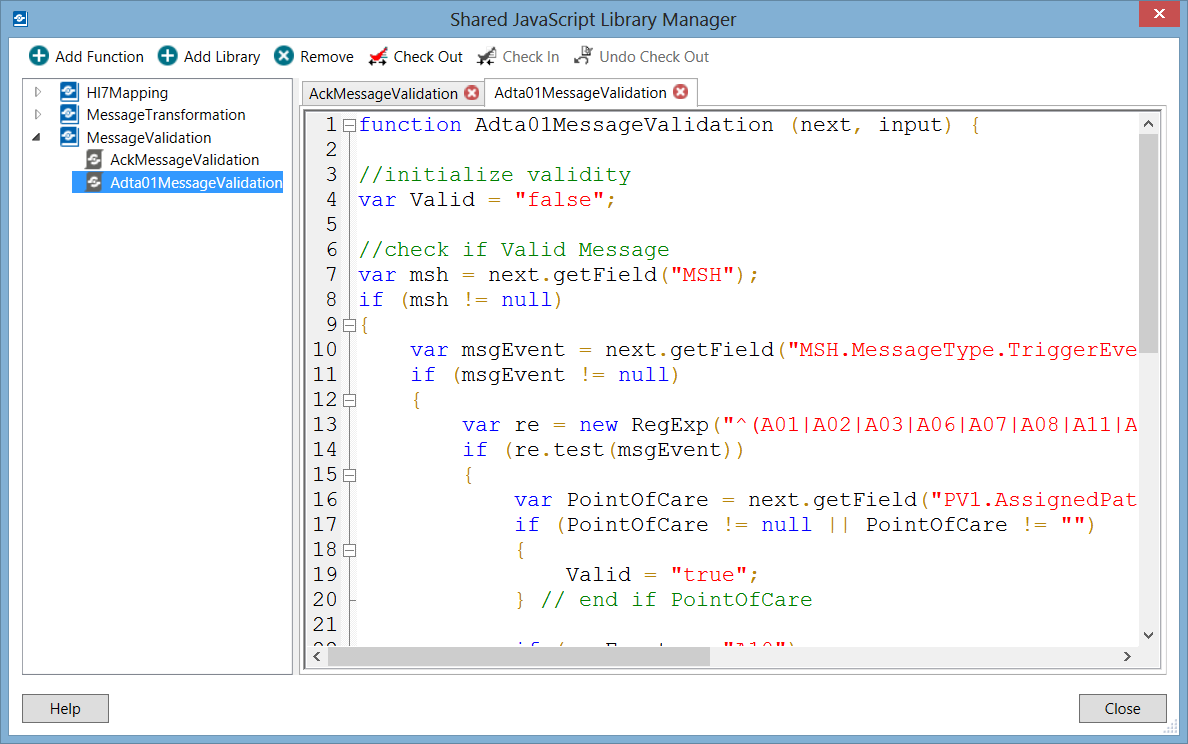 Shared JavaScript Library Manager
Add Function Add Library Remove Check Out Check In Undo Check Out
Hl7Mapping
MessageTransformation
MessageValidation
AckMessageValidation
Adta01MessageValidation
AckMessageValidation Adta01MessageValidation
1 function Adta01MessageValidation (next, input) {
2
3 //initialize validity
4 var Valid = "false";
5
6 //check if Valid Message
7 var msh = next.getField("MSH");
8 if (msh != null)
9 {
10 var msgEvent = next.getField("MSH.MessageType.TriggerEve
11 if (msgEvent != null)
12 {
13 var re = new RegExp("^(A01|A02|A03|A06|A07|A08|A11|A
14 if (re.test(msgEvent))
15 {
16 var PointOfCare = next.getField("PV1.AssignedPat
17 if (PointOfCare != null || PointOfCare != "")
18 {
19 Valid = "true";
20 } // end if PointOfCare
21
Help Close